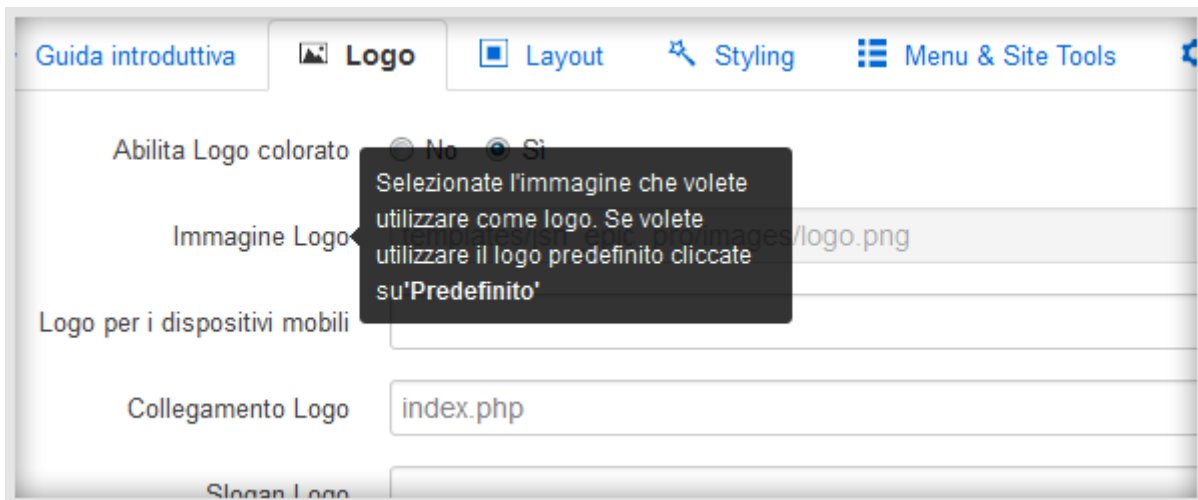 Guida introduttiva Logo Layout Styling Menu & Site Tools
Abilita Logo colorato No Sì
Selezionate l'immagine che volete
utilizzare come logo. Se volete
utilizzare il logo predefinito cliccate
su'Predefinito'
Immagine Logo templates/jsn_epic_pro/images/logo.png
Logo per i dispositivi mobili
Collegamento Logo index.php
Slogan Logo